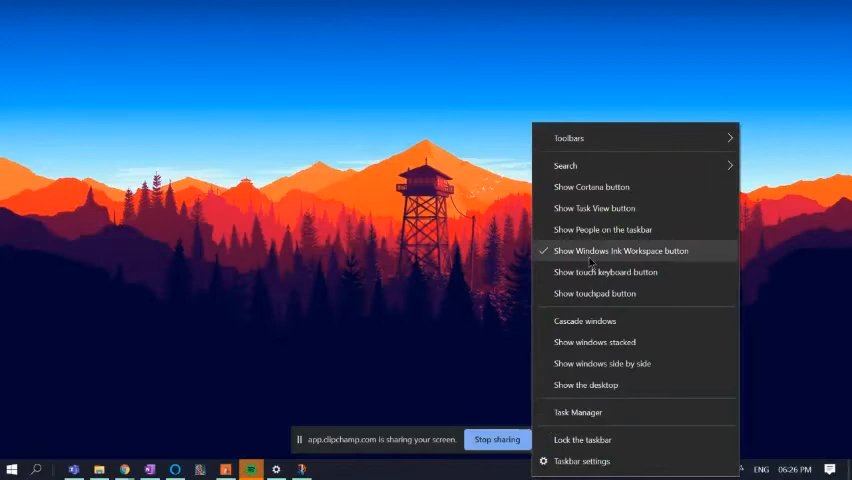 Toolbars
Search
Show Cortana button
Show Task View button
Show People on the taskbar
Show Windows Ink Workspace button
Show touch keyboard button
Show touchpad button
Cascade windows
Show windows stacked
Show windows side by side
Show the desktop
Task Manager
Lock the taskbar
Taskbar settings
app.clipchamp.com is sharing your screen.
Stop sharing
ENG
06:26 PM